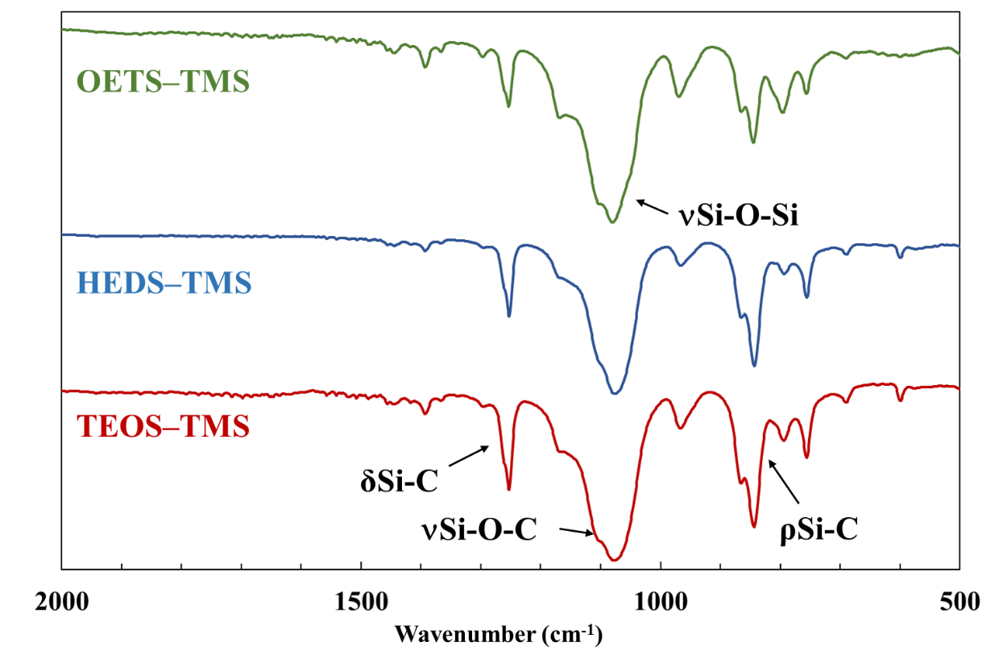 OETS–TMS
νSi-O-Si
HEDS–TMS
TEOS–TMS
δSi-C
νSi-O-C
ρSi-C
2000 1500 1000 500
Wavenumber (cm⁻¹)